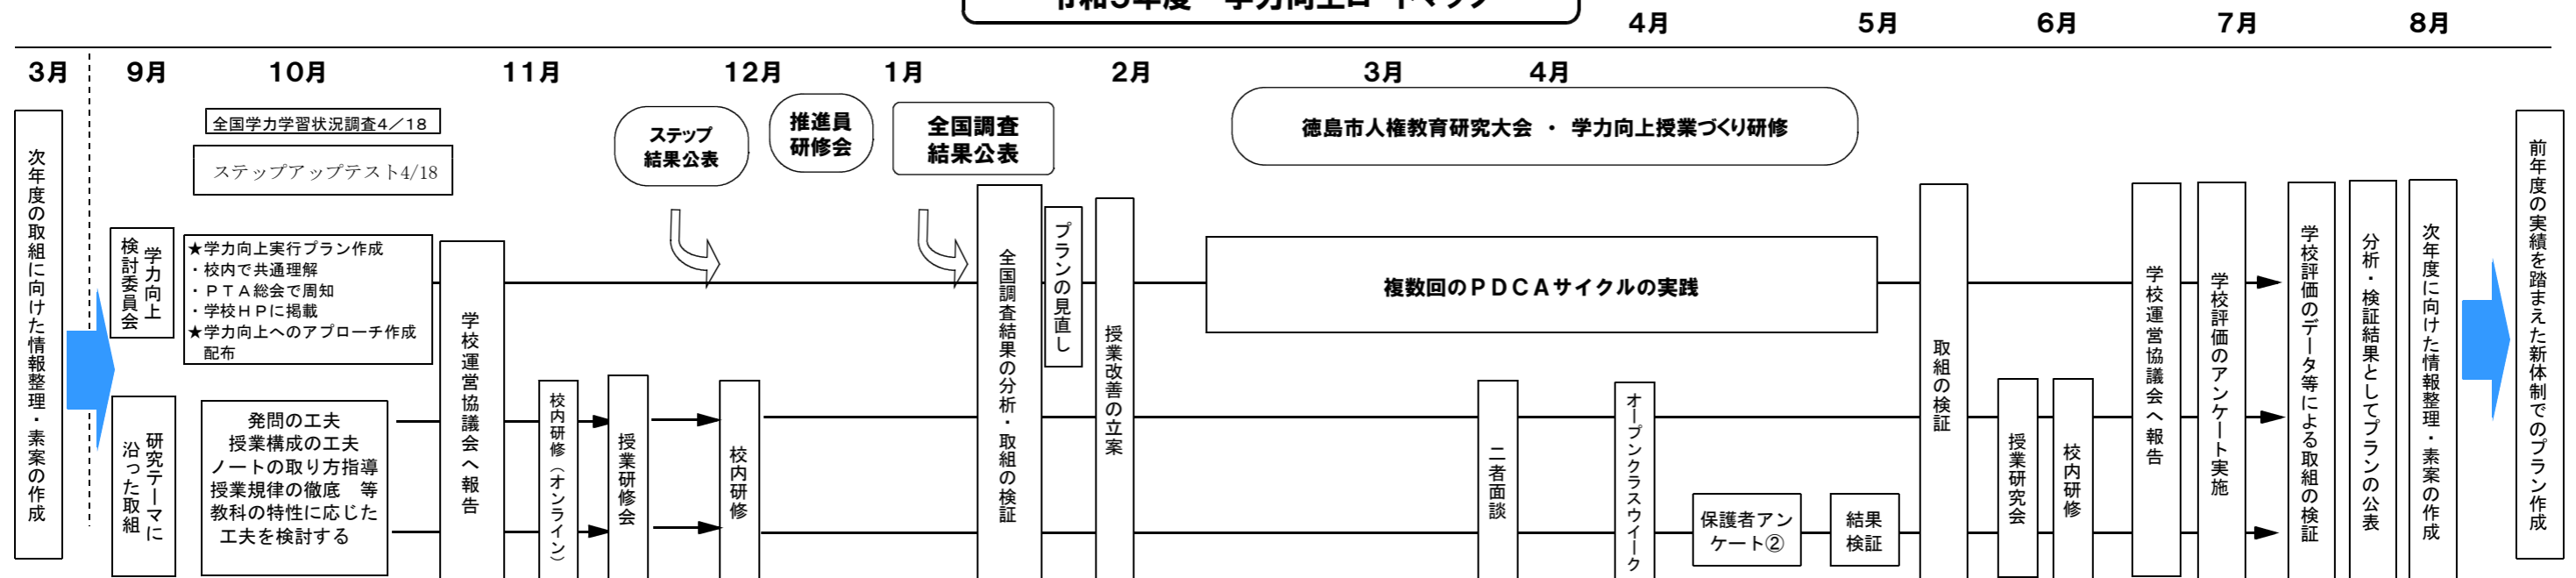 令和5年度　学力向上ロードマップ
4月
5月
6月
7月
8月
3月
9月
10月
11月
12月
1月
2月
3月
4月
次年度の取組に向けた情報整理・素案の作成
全国学力学習状況調査4／18
ステップアップテスト4/18
学力向上
検討委員会
★学力向上実行プラン作成
・校内で共通理解
・ＰＴＡ総会で周知
・学校ＨＰに掲載
★学力向上へのアプローチ作成
配布
研究テーマに
沿った取組
発問の工夫
授業構成の工夫
ノートの取り方指導
授業規律の徹底　等
教科の特性に応じた
工夫を検討する
学校運営協議会へ報告
校内研修（オンライン）
授業研修会
ステップ
結果公表
校内研修
推進員
研修会
全国調査
結果公表
全国調査結果の分析・取組の検証
プランの見直し
授業改善の立案
徳島市人権教育研究大会 ・ 学力向上授業づくり研修
複数回のＰＤＣＡサイクルの実践
二者面談
オープンクラスウイーク
保護者アン
ケート②
結果
検証
取組の検証
授業研究会
校内研修
学校運営協議会へ報告
学校評価のアンケート実施
学校評価のデータ等による取組の検証
分析・検証結果としてプランの公表
次年度に向けた情報整理・素案の作成
前年度の実績を踏まえた新体制でのプラン作成